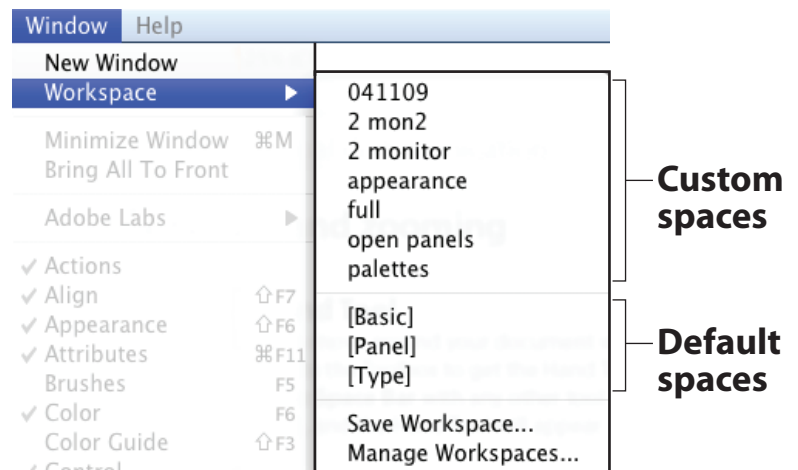 Window Help
New Window
Workspace ▶
Minimize Window ⌘M
Bring All To Front
Adobe Labs ▶
✓ Actions
✓ Align ⇧F7
✓ Appearance ⇧F6
✓ Attributes ⌘F11
Brushes F5
✓ Color F6
Color Guide ⇧F3
✓ Control
041109
2 mon2
2 monitor
appearance
full
open panels
palettes
[Basic]
[Panel]
[Type]
Save Workspace...
Manage Workspaces...
Custom
spaces
Default
spaces